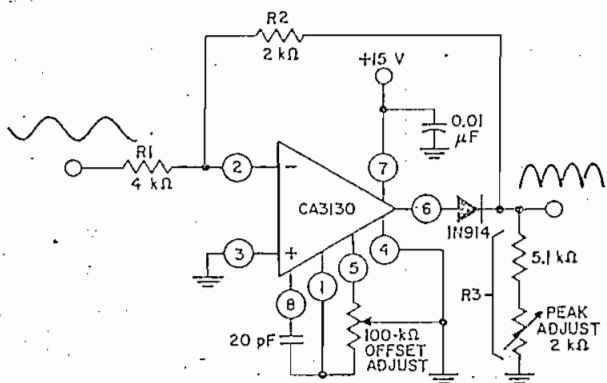 R2
2 kΩ
+15 V
0.01
μF
R1
4 kΩ
2
7
CA3130
6
1N914
3
4
5
1
8
5.1 kΩ
R3
PEAK
ADJUST
2 kΩ
20 pF
100-kΩ
OFFSET
ADJUST